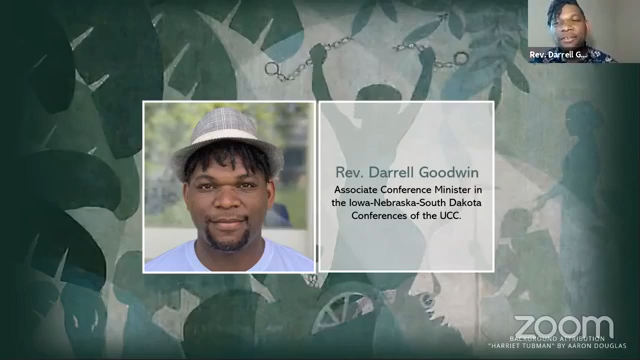 Rev. Darrell G...
Rev. Darrell Goodwin
Associate Conference Minister in
the Iowa-Nebraska-South Dakota
Conferences of the UCC.
zoom
BACKGROUND ATTRIBUTION
"HARRIET TUBMAN" BY AARON DOUGLAS